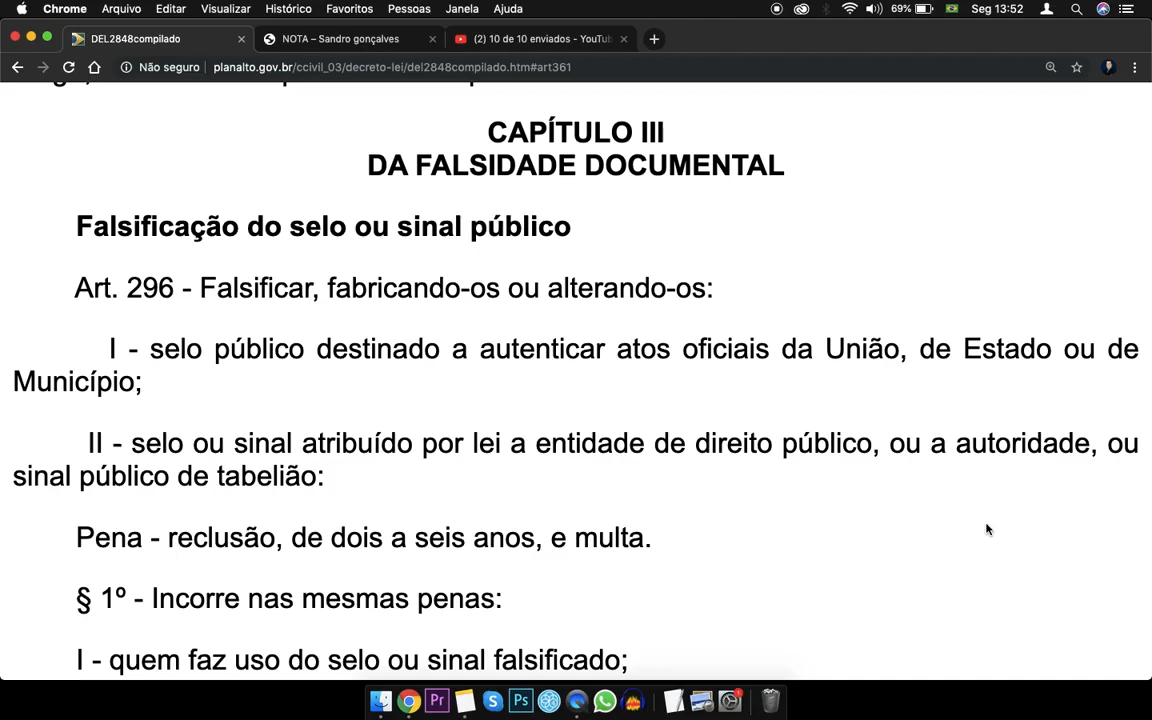 Chrome Arquivo Editar Visualizar Histórico Favoritos Pessoas Janela Ajuda 69% Seg 13:52
DEL2848compilado NOTA – Sandro gonçalves (2) 10 de 10 enviados - YouTub
Não seguro planalto.gov.br/ccivil_03/decreto-lei/del2848compilado.htm#art361
CAPÍTULO III
DA FALSIDADE DOCUMENTAL
Falsificação do selo ou sinal público
Art. 296 - Falsificar, fabricando-os ou alterando-os:
I - selo público destinado a autenticar atos oficiais da União, de Estado ou de
Município;
II - selo ou sinal atribuído por lei a entidade de direito público, ou a autoridade, ou
sinal público de tabelião:
Pena - reclusão, de dois a seis anos, e multa.
§ 1º - Incorre nas mesmas penas:
I - quem faz uso do selo ou sinal falsificado;
Pr Ps